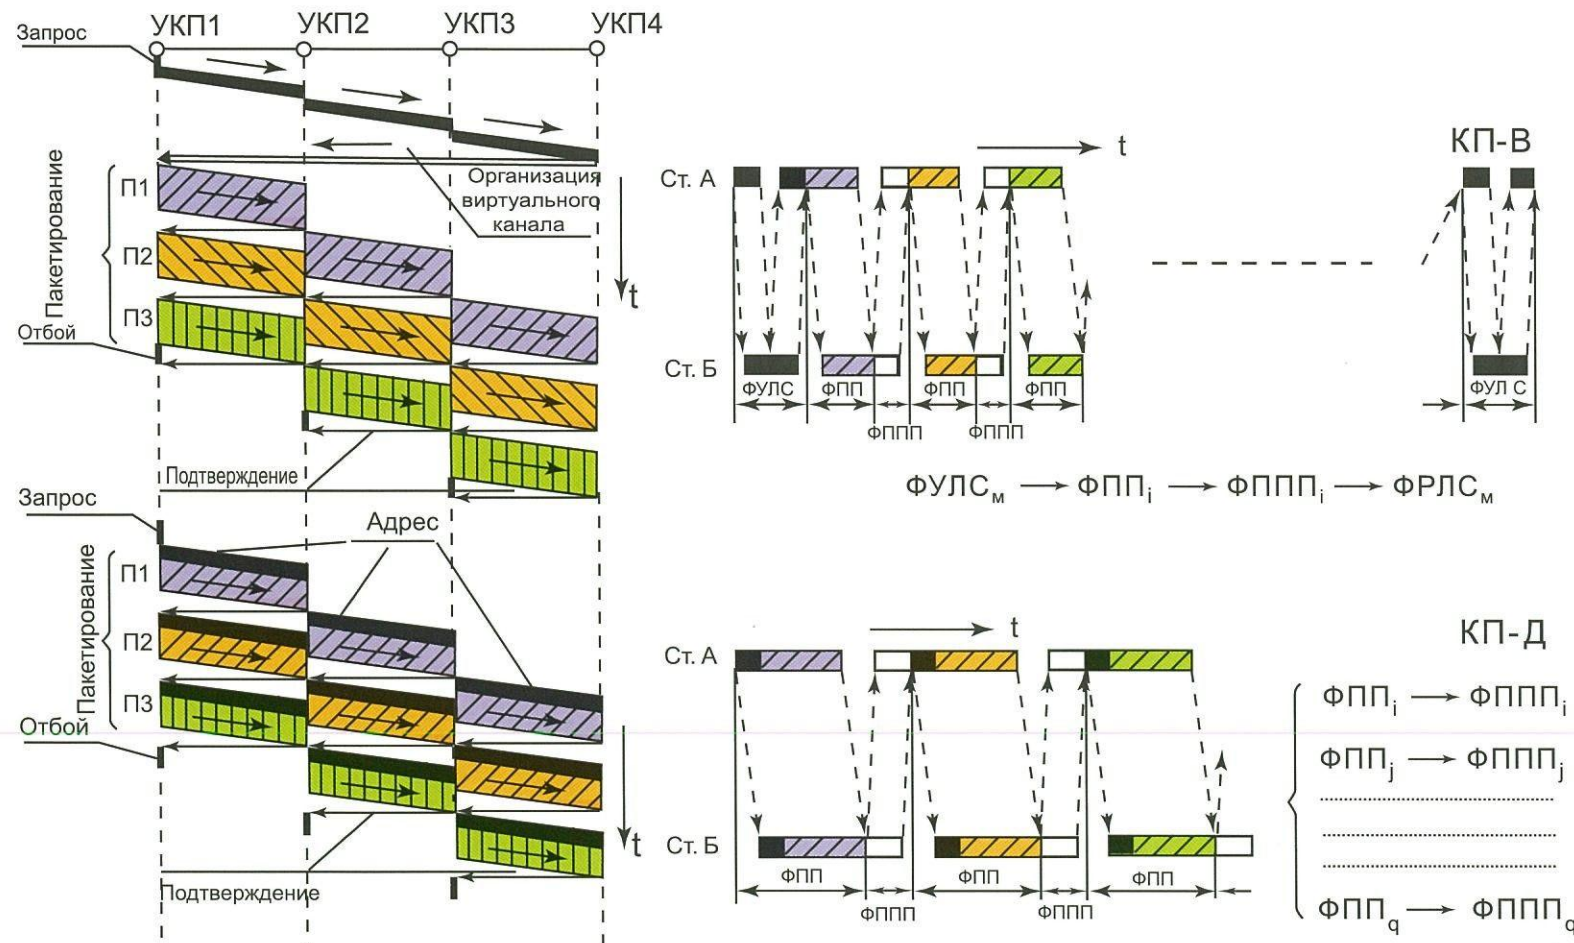 УКП1 УКП2 УКП3 УКП4
Запрос
Пакетирование
П1
П2
П3
Организация
виртуального
канала
t
Отбой
Подтверждение
Запрос
Адрес
Пакетирование
П1
П2
П3
Отбой
t
Подтверждение
КП-В
t
Ст. А
Ст. Б
ФУЛС ФПП ФПП ФПП ФУЛ С
ФППП ФППП
ФУЛСм → ФППi → ФПППi → ФРЛСм
КП-Д
t
Ст. А
Ст. Б
ФПП ФПП ФПП
ФППП ФППП
ФППi → ФПППi
ФППj → ФПППj
ФППq → ФПППq